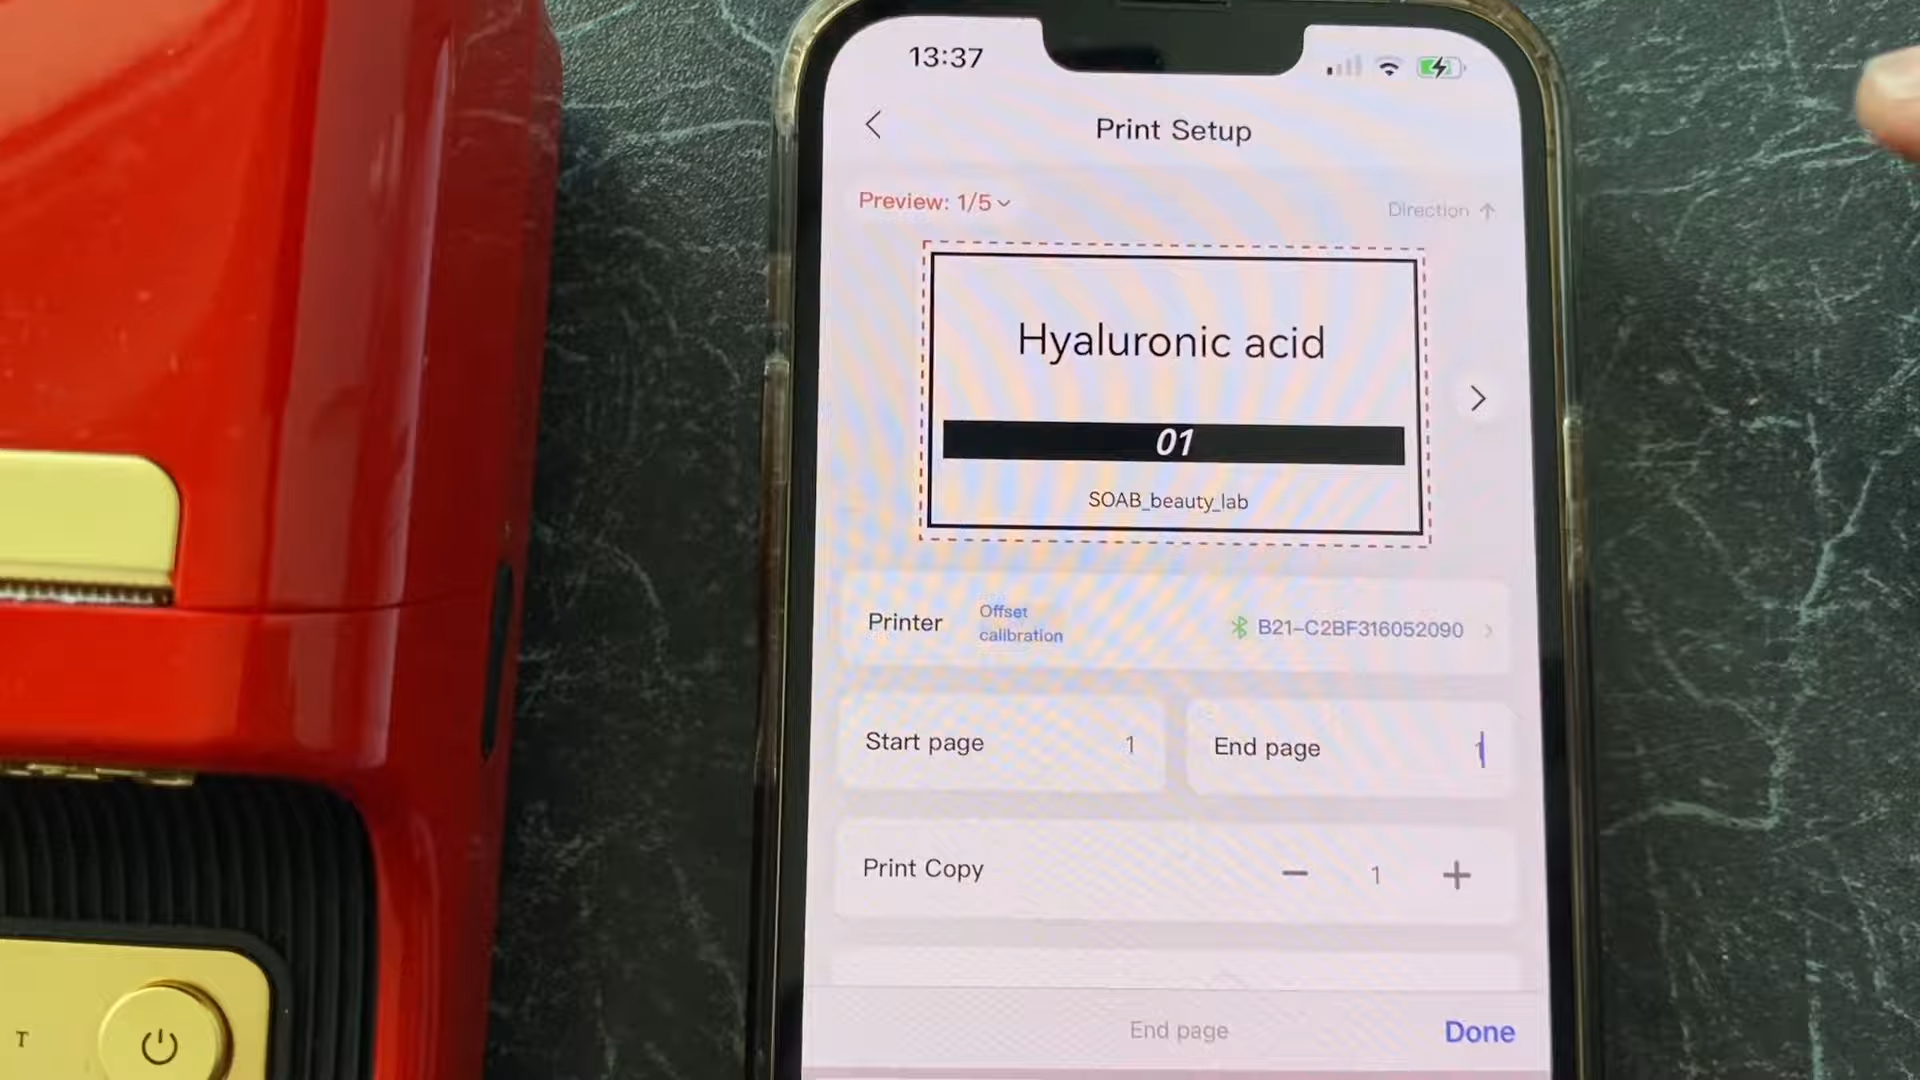 13:37
Print Setup
Preview: 1/5
Direction
Hyaluronic acid
01
SOAB_beauty_lab
Printer
Offset
calibration
B21-C2BF316052090
Start page
1
End page
1
Print Copy
1
End page
Done
T